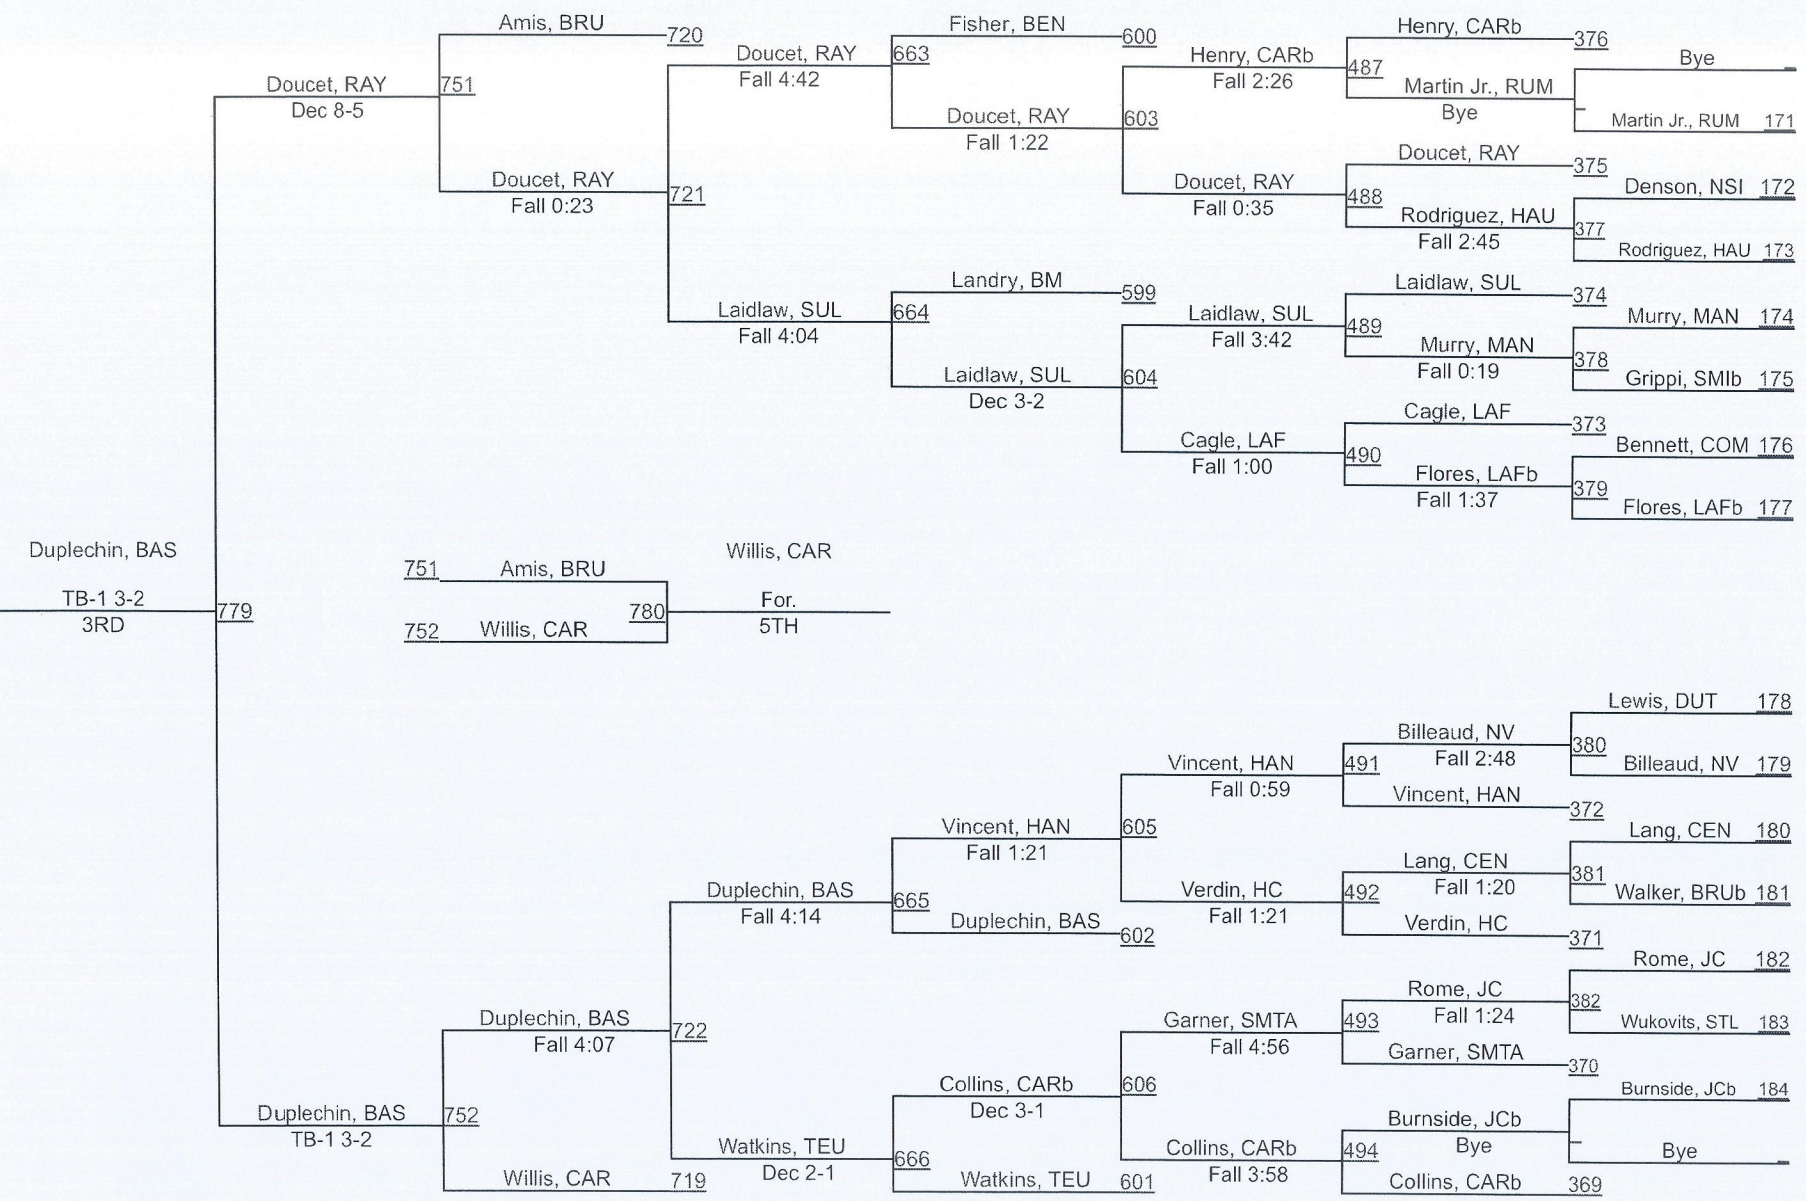 Amis, BRU
720
Doucet, RAY
Dec 8-5
751
Doucet, RAY
Fall 0:23
721
Doucet, RAY
Fall 4:42
663
Fisher, BEN
600
Doucet, RAY
Fall 1:22
603
Henry, CARb
Fall 2:26
487
Henry, CARb
376
Martin Jr., RUM
Bye
Bye
Martin Jr., RUM 171
Doucet, RAY
Fall 0:35
488
Doucet, RAY
375
Rodriguez, HAU
Fall 2:45
377
Denson, NSI 172
Rodriguez, HAU 173
Laidlaw, SUL
Fall 4:04
664
Landry, BM
599
Laidlaw, SUL
Dec 3-2
604
Laidlaw, SUL
Fall 3:42
489
Laidlaw, SUL
374
Murry, MAN
Fall 0:19
378
Murry, MAN 174
Grippi, SMIb 175
Cagle, LAF
Fall 1:00
490
Cagle, LAF
373
Flores, LAFb
Fall 1:37
379
Bennett, COM 176
Flores, LAFb 177
Duplechin, BAS
TB-1 3-2
3RD
779
751 Amis, BRU
752 Willis, CAR
780
Willis, CAR
For.
5TH
Duplechin, BAS
TB-1 3-2
752
Duplechin, BAS
Fall 4:07
722
Willis, CAR
719
Duplechin, BAS
Fall 4:14
665
Vincent, HAN
Fall 1:21
605
Duplechin, BAS
602
Vincent, HAN
Fall 0:59
491
Billeaud, NV
Fall 2:48
380
Lewis, DUT 178
Billeaud, NV 179
Vincent, HAN
372
Verdin, HC
Fall 1:21
492
Lang, CEN
Fall 1:20
381
Lang, CEN 180
Walker, BRUb 181
Verdin, HC
371
Watkins, TEU
Dec 2-1
666
Collins, CARb
Dec 3-1
606
Watkins, TEU
601
Garner, SMTA
Fall 4:56
493
Rome, JC
Fall 1:24
382
Rome, JC 182
Wukovits, STL 183
Garner, SMTA
370
Collins, CARb
Fall 3:58
494
Burnside, JCb
Bye
Burnside, JCb 184
Bye
Collins, CARb
369